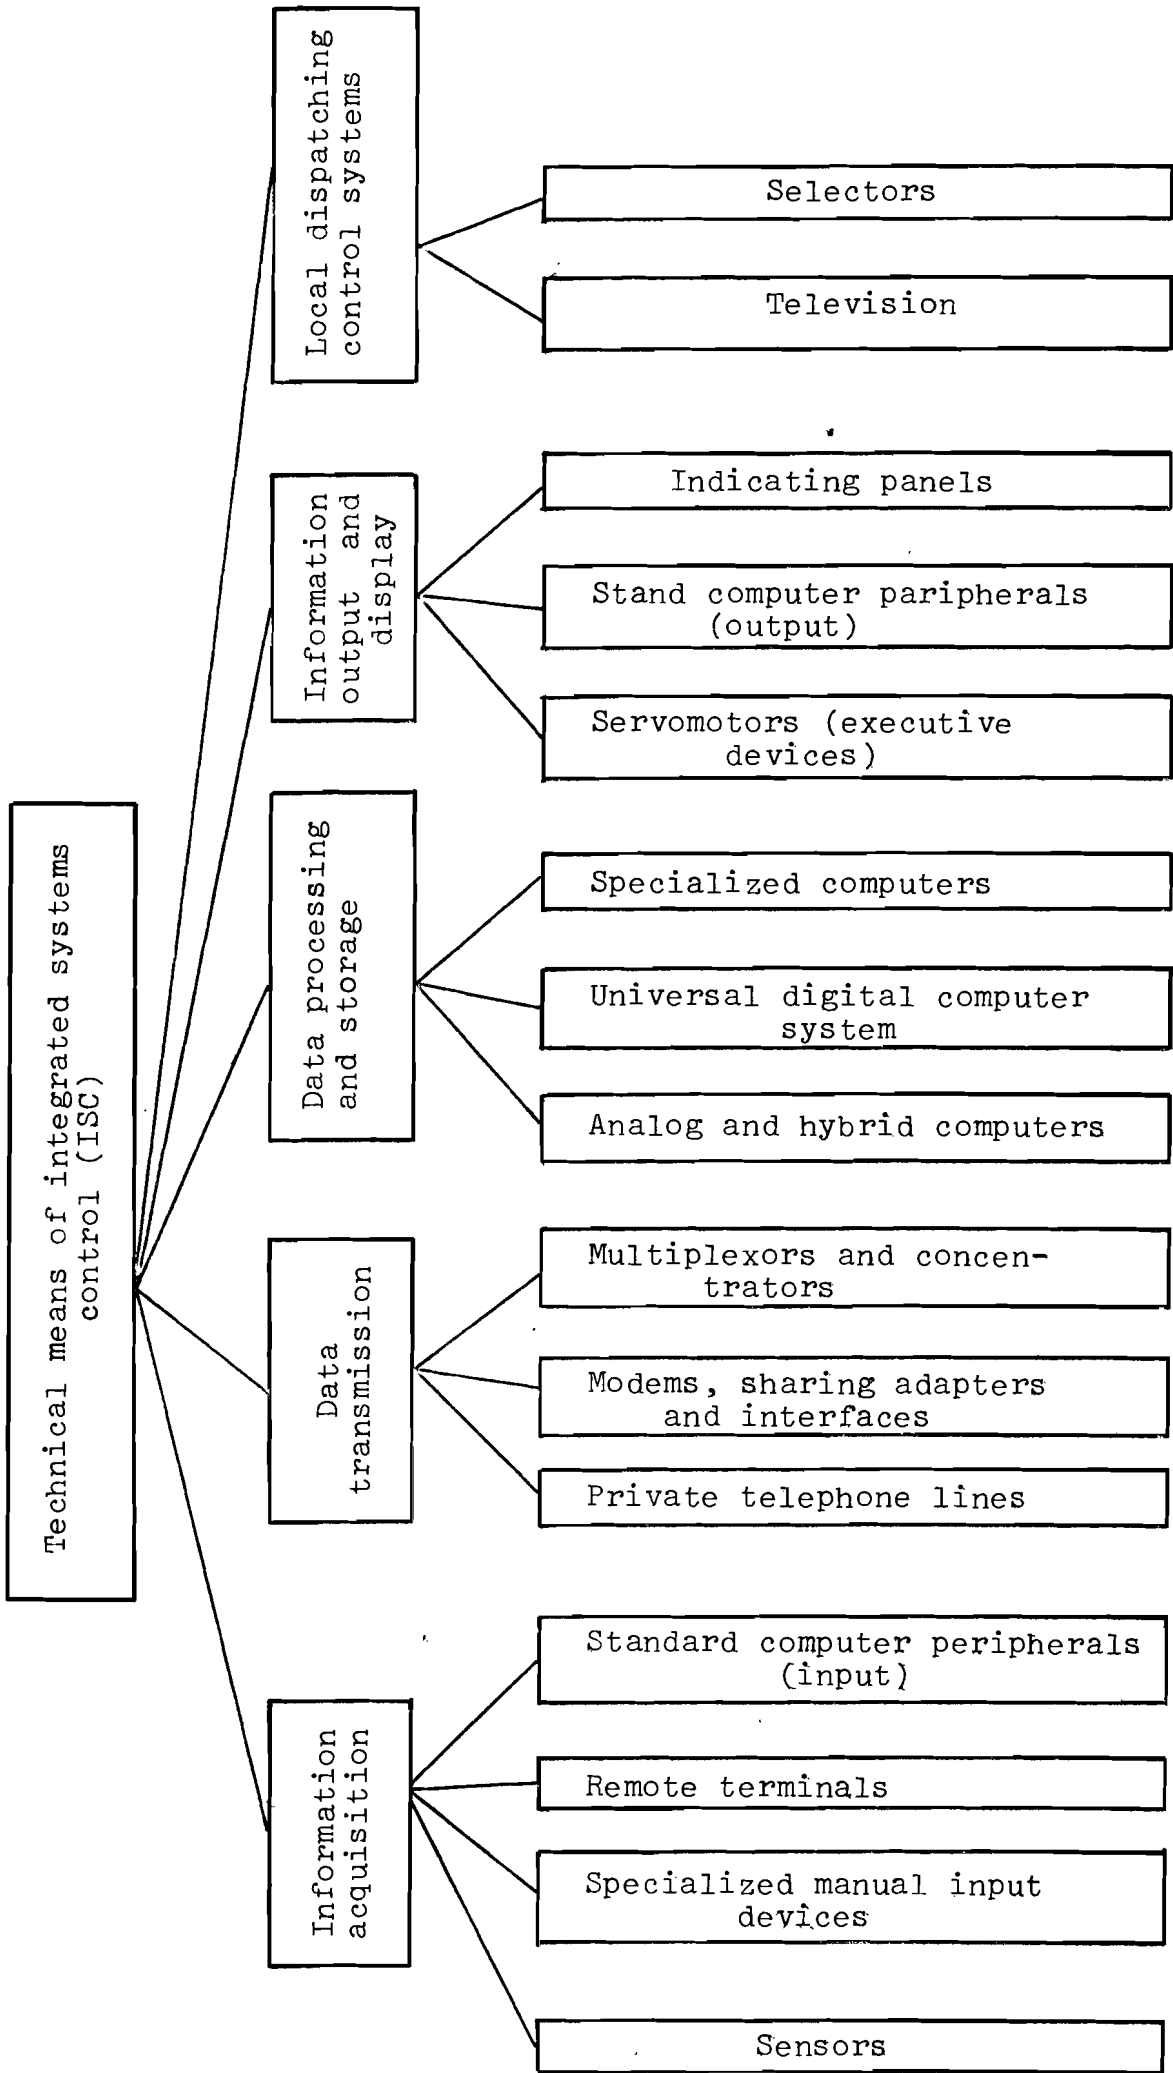 Technical means of integrated systems
control (ISC)
Local dispatching
control systems
Selectors
Television
Information
output and
display
Indicating panels
Stand computer paripherals
(output)
Servomotors (executive
devices)
Data processing
and storage
Specialized computers
Universal digital computer
system
Analog and hybrid computers
Data
transmission
Multiplexors and concen-
trators
Modems, sharing adapters
and interfaces
Private telephone lines
Information
acquisition
Standard computer peripherals
(input)
Remote terminals
Specialized manual input
devices
Sensors